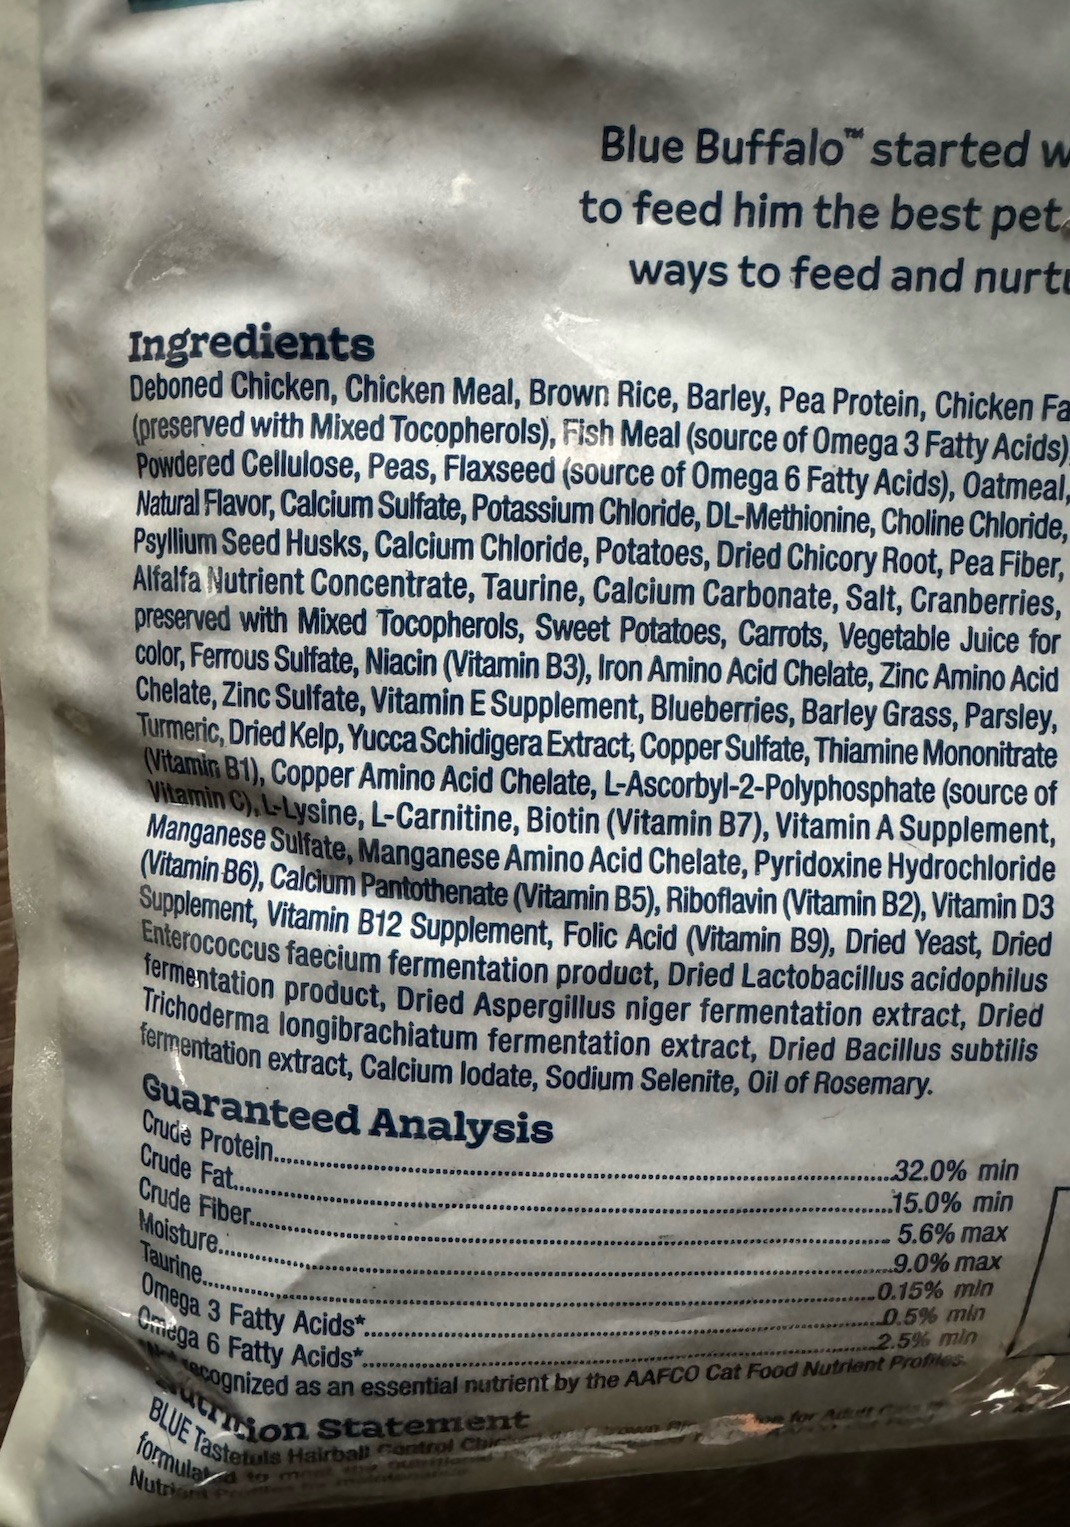 Blue Buffalo™ started w
to feed him the best pet
ways to feed and nurtu
Ingredients
Deboned Chicken, Chicken Meal, Brown Rice, Barley, Pea Protein, Chicken Fa
(preserved with Mixed Tocopherols), Fish Meal (source of Omega 3 Fatty Acids),
Powdered Cellulose, Peas, Flaxseed (source of Omega 6 Fatty Acids), Oatmeal,
Natural Flavor, Calcium Sulfate, Potassium Chloride, DL-Methionine, Choline Chloride,
Psyllium Seed Husks, Calcium Chloride, Potatoes, Dried Chicory Root, Pea Fiber,
Alfalfa Nutrient Concentrate, Taurine, Calcium Carbonate, Salt, Cranberries,
preserved with Mixed Tocopherols, Sweet Potatoes, Carrots, Vegetable Juice for
color, Ferrous Sulfate, Niacin (Vitamin B3), Iron Amino Acid Chelate, Zinc Amino Acid
Chelate, Zinc Sulfate, Vitamin E Supplement, Blueberries, Barley Grass, Parsley,
Turmeric, Dried Kelp, Yucca Schidigera Extract, Copper Sulfate, Thiamine Mononitrate
(Vitamin B1), Copper Amino Acid Chelate, L-Ascorbyl-2-Polyphosphate (source of
Vitamin C), L-Lysine, L-Carnitine, Biotin (Vitamin B7), Vitamin A Supplement,
Manganese Sulfate, Manganese Amino Acid Chelate, Pyridoxine Hydrochloride
(Vitamin B6), Calcium Pantothenate (Vitamin B5), Riboflavin (Vitamin B2), Vitamin D3
Supplement, Vitamin B12 Supplement, Folic Acid (Vitamin B9), Dried Yeast, Dried
Enterococcus faecium fermentation product, Dried Lactobacillus acidophilus
fermentation product, Dried Aspergillus niger fermentation extract, Dried
Trichoderma longibrachiatum fermentation extract, Dried Bacillus subtilis
fermentation extract, Calcium Iodate, Sodium Selenite, Oil of Rosemary.
Guaranteed Analysis
Crude Protein..........32.0% min
Crude Fat..........15.0% min
Crude Fiber.......... 5.6% max
Moisture..........9.0% max
Taurine..........0.15% min
Omega 3 Fatty Acids*..........0.5% min
Omega 6 Fatty Acids*..........2.5% min
recognized as an essential nutrient by the AAFCO Cat Food Nutrient Profiles.
Nutrition Statement
BLUE Tastefuls Hairball Control for Adult
formulated to